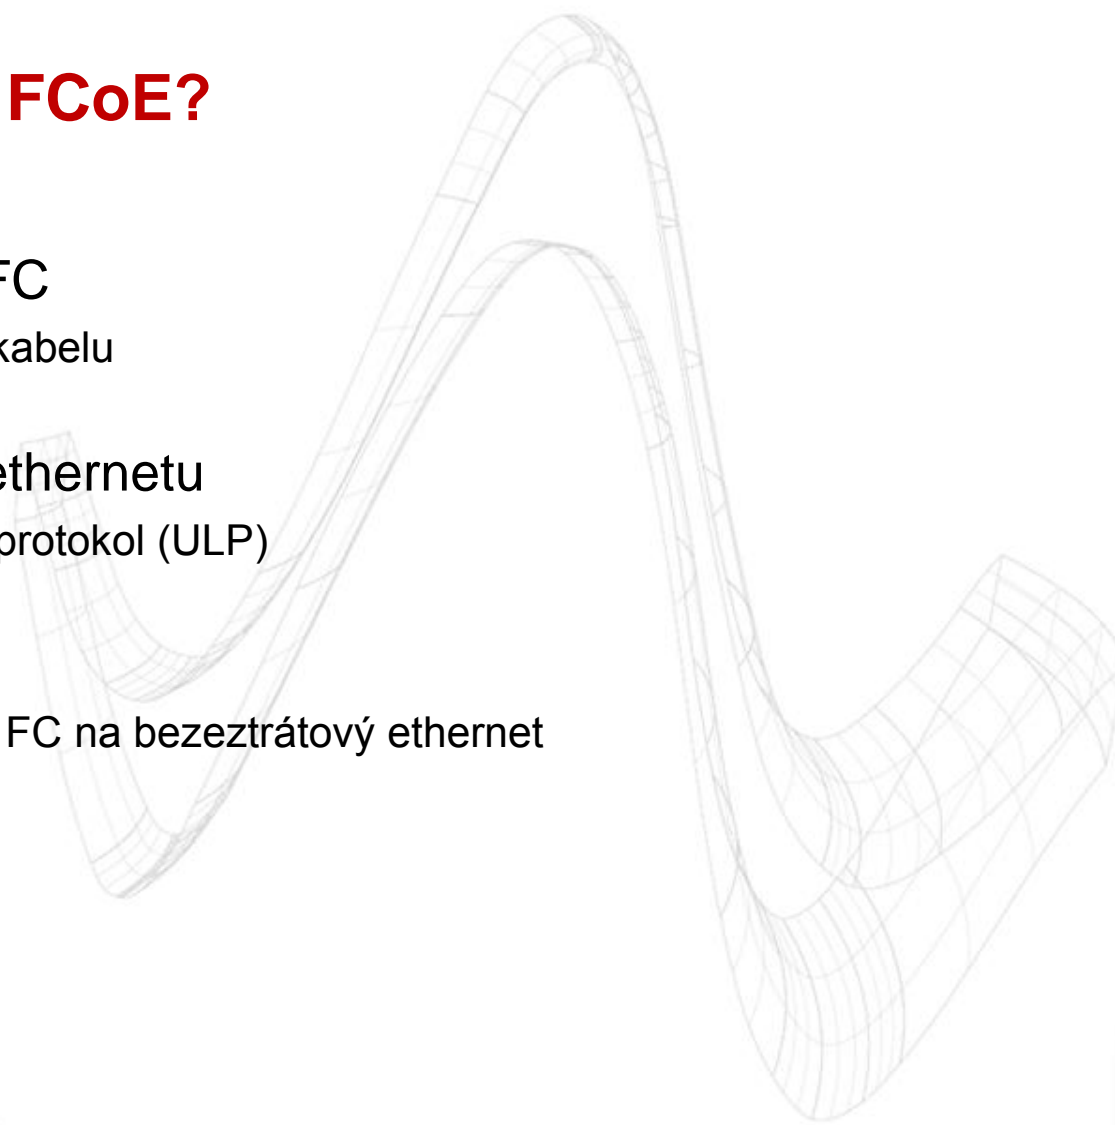 FCoE?
FC
kabelu
ethernetu
protokol (ULP)
FC na bezeztrátový ethernet